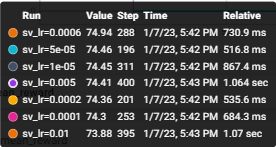 Run Value Step Time Relative
sv_lr=0.0006 74.94 288 1/7/23, 5:42 PM 730.9 ms
sv_lr=5e-05 74.46 196 1/7/23, 5:42 PM 516.8 ms
sv_lr=1e-05 74.45 311 1/7/23, 5:42 PM 867.4 ms
sv_lr=0.005 74.41 400 1/7/23, 5:43 PM 1.064 sec
sv_lr=0.0002 74.36 201 1/7/23, 5:42 PM 535.6 ms
sv_lr=0.0001 74.3 253 1/7/23, 5:42 PM 684.3 ms
sv_lr=0.01 73.88 395 1/7/23, 5:43 PM 1.07 sec